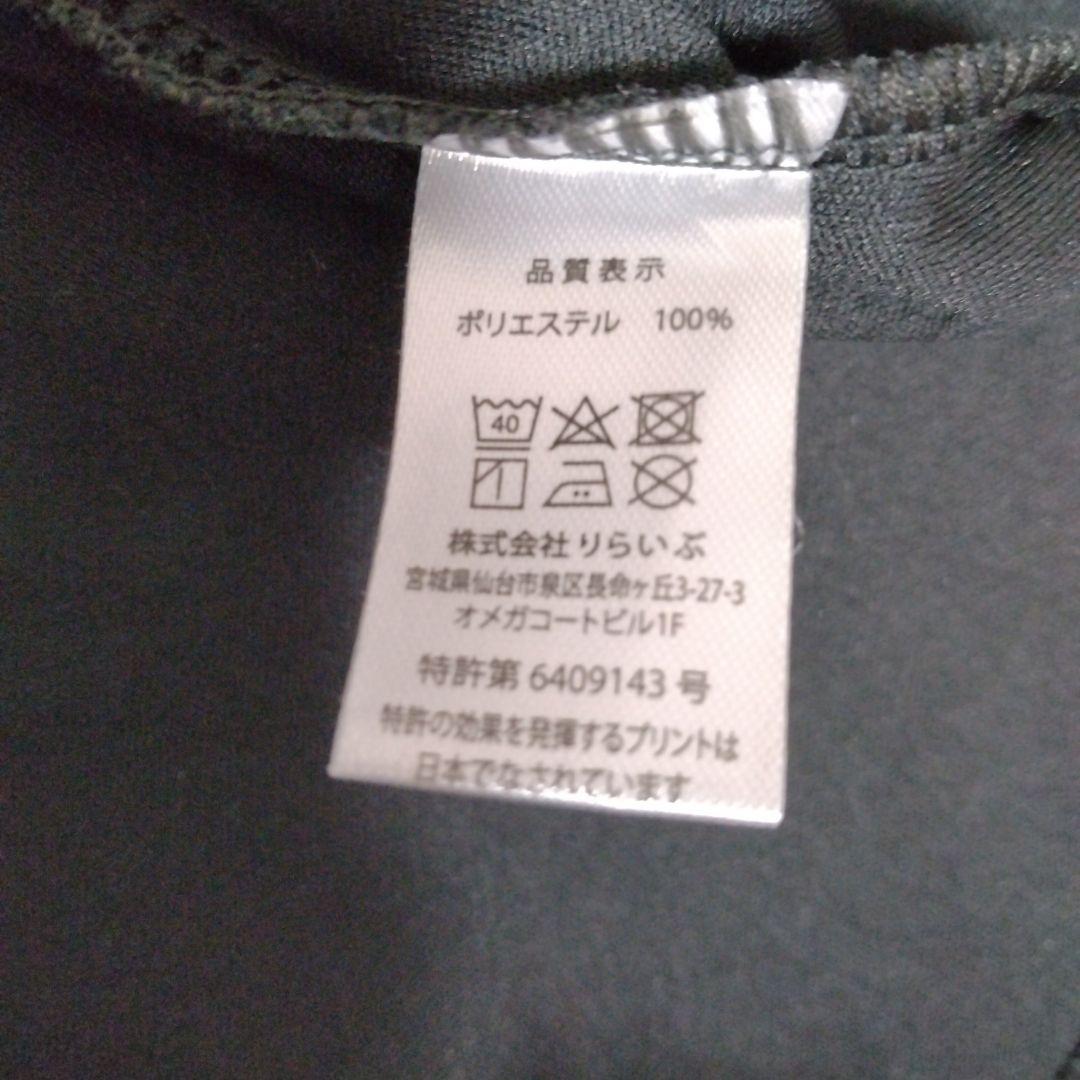 品質表示
ポリエステル 100%
40
株式会社りらいぶ
宮城県仙台市泉区長命ヶ丘3-27-3
オメガコートビル1F
特許第 6409143 号
特許の効果を発揮するプリントは
日本でなされています